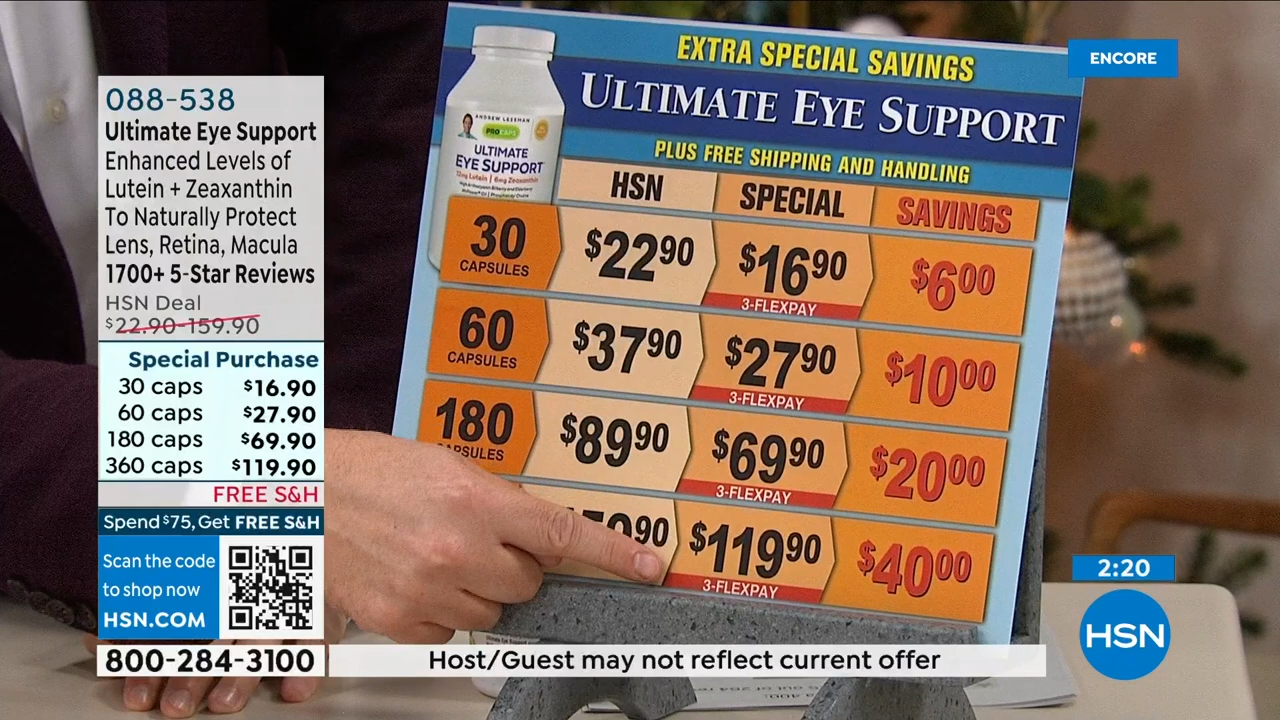 088-538
Ultimate Eye Support
Enhanced Levels of
Lutein + Zeaxanthin
To Naturally Protect
Lens, Retina, Macula
1700+ 5-Star Reviews
HSN Deal
$22.90-159.90
Special Purchase
30 caps $16.90
60 caps $27.90
180 caps $69.90
360 caps $119.90
FREE S&H
Spend $75, Get FREE S&H
Scan the code
to shop now
HSN.COM
800-284-3100
Host/Guest may not reflect current offer
ENCORE
2:20
HSN
EXTRA SPECIAL SAVINGS
ULTIMATE EYE SUPPORT
PLUS FREE SHIPPING AND HANDLING
HSN SPECIAL SAVINGS
30 CAPSULES $22.90 $16.90 3-FLEXPAY $6.00
60 CAPSULES $37.90 $27.90 3-FLEXPAY $10.00
180 CAPSULES $89.90 $69.90 3-FLEXPAY $20.00
$119.90 3-FLEXPAY $40.00
ANDREW LESSMAN
PROCAPS
ULTIMATE
EYE SUPPORT